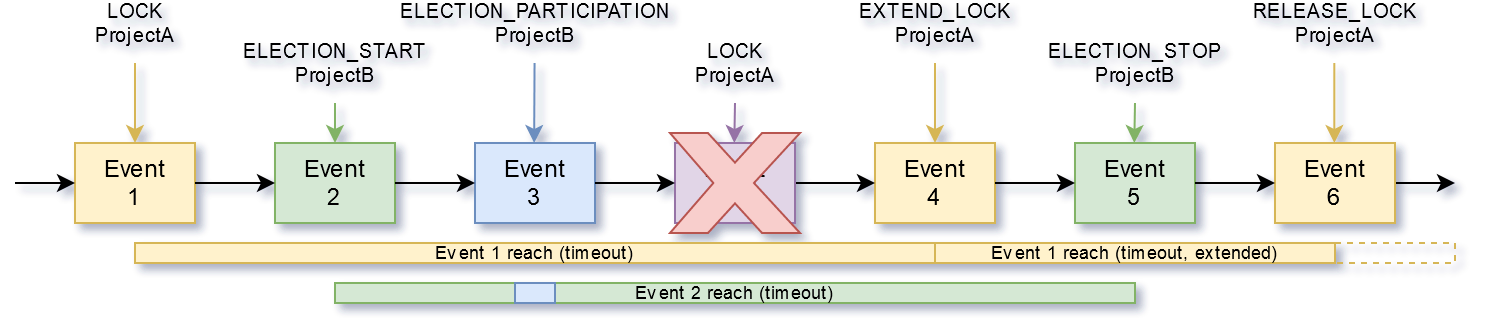 LOCK
ProjectA
ELECTION_START
ProjectB
ELECTION_PARTICIPATION
ProjectB
LOCK
ProjectA
EXTEND_LOCK
ProjectA
ELECTION_STOP
ProjectB
RELEASE_LOCK
ProjectA
Event
1
Event
2
Event
3
Event
4
Event
5
Event
6
Event 1 reach (timeout)
Event 1 reach (timeout, extended)
Event 2 reach (timeout)